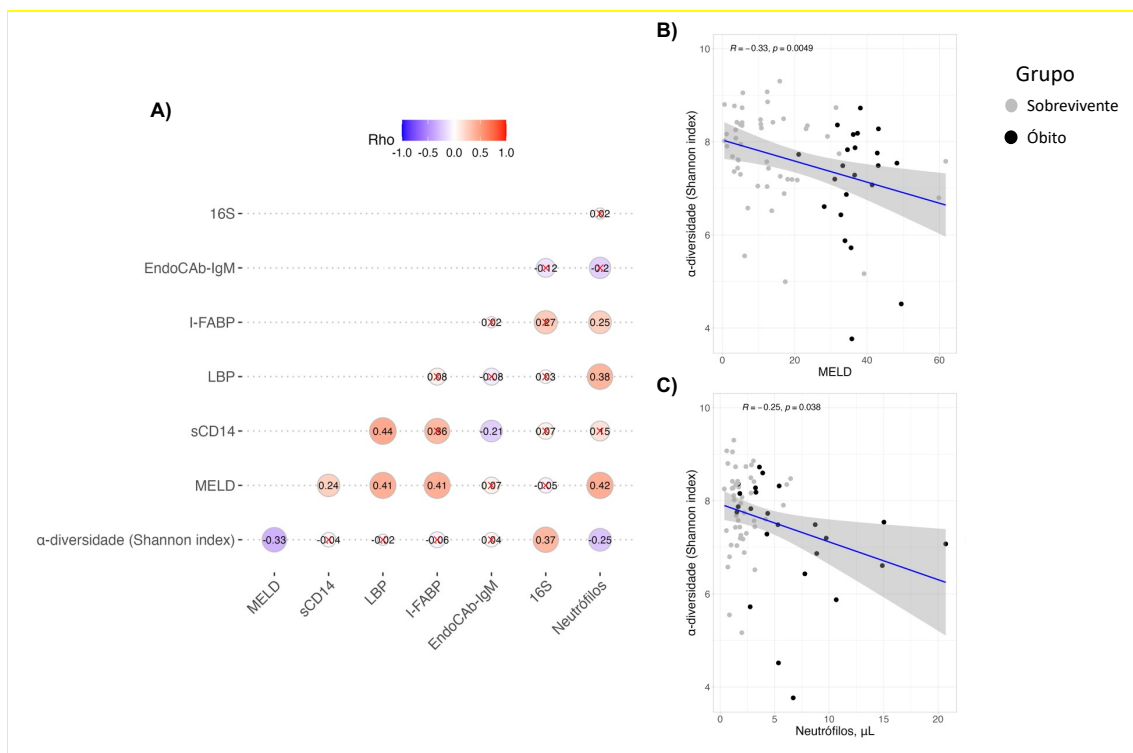 A)
Rho
-1.0 -0.5 0.0 0.5 1.0
16S 0.02
EndoCAb-IgM -0.12 -0.2
I-FABP 0.02 0.27 0.25
LBP 0.08 -0.08 0.03 0.38
sCD14 0.44 0.36 -0.21 0.07 0.15
MELD 0.24 0.41 0.41 0.07 -0.05 0.42
α-diversidade (Shannon index) -0.33 -0.04 -0.02 -0.06 0.04 0.37 -0.25
MELD sCD14 LBP I-FABP EndoCAb-IgM 16S Neutrófilos
B)
R = -0.33, p = 0.0049
α-diversidade (Shannon index)
10
8
6
4
0 20 40 60
MELD
Grupo
Sobrevivente
Óbito
C)
R = -0.25, p = 0.038
α-diversidade (Shannon index)
10
8
6
4
0 5 10 15 20
Neutrófilos, µL